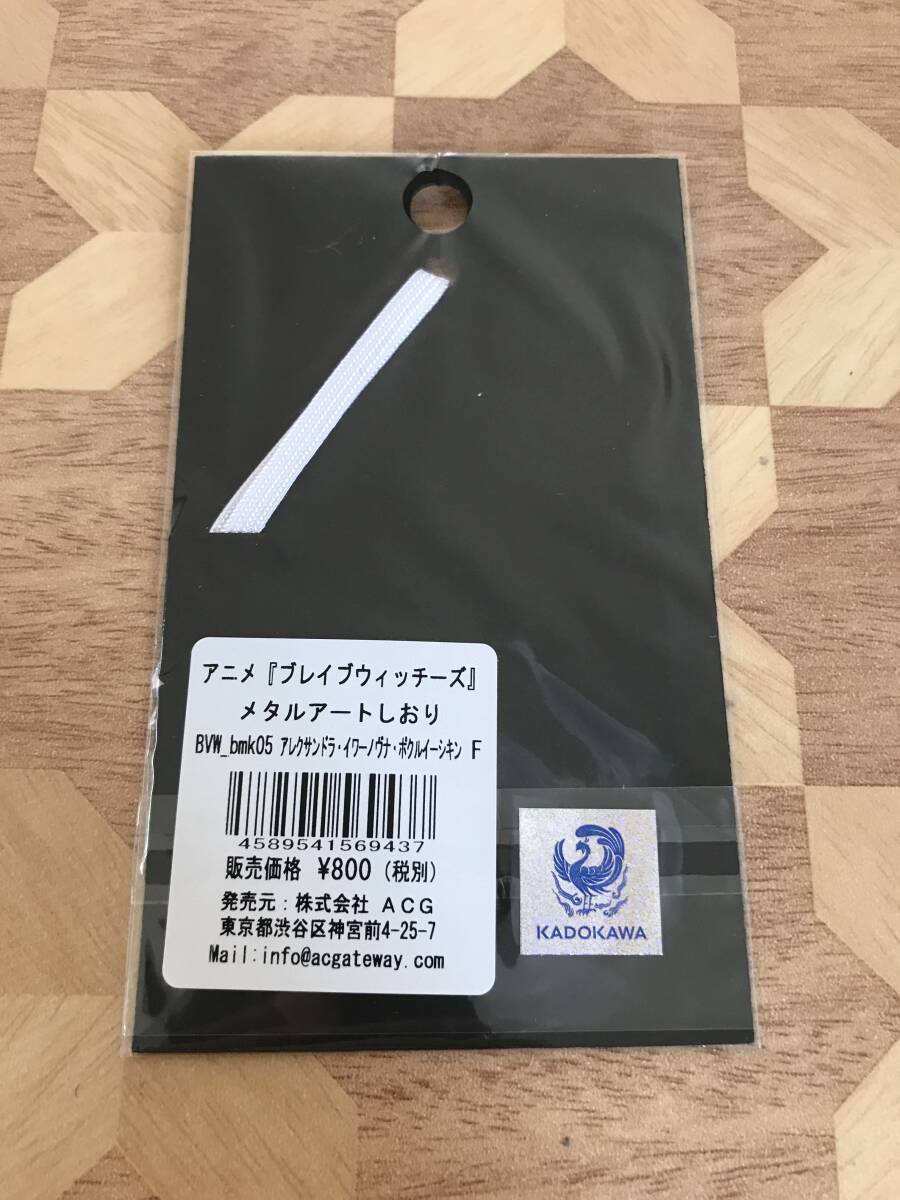 アニメ『ブレイブウィッチーズ』
メタルアートしおり
BVW_bmk05 アレクサンドラ・イワーノヴナ・ポクルイーシキン F
4589541569437
販売価格 ¥800（税別）
発売元：株式会社 ACG
東京都渋谷区神宮前4-25-7
Mail:info@acgateway.com
KADOKAWA